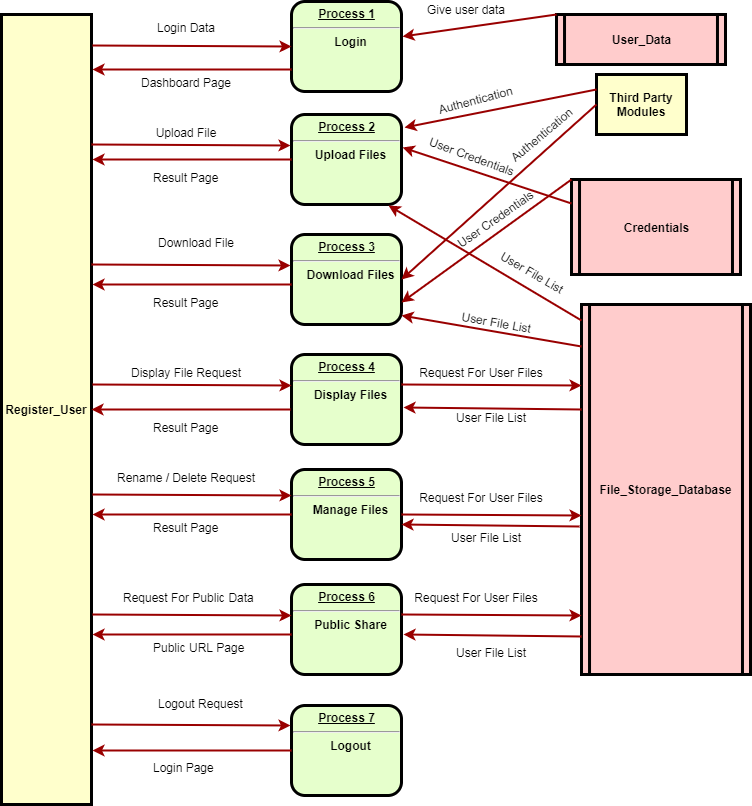 Process 1
Login
Login Data
Dashboard Page
Give user data
User_Data
Third Party
Modules
Authentication
Process 2
Upload Files
Upload File
Result Page
User Credentials
Authentication
Credentials
User Credentials
Process 3
Download Files
Download File
Result Page
User File List
User File List
Process 4
Display Files
Display File Request
Result Page
Request For User Files
User File List
Register_User
File_Storage_Database
Process 5
Manage Files
Rename / Delete Request
Result Page
Request For User Files
User File List
Process 6
Public Share
Request For Public Data
Public URL Page
Request For User Files
User File List
Process 7
Logout
Logout Request
Login Page